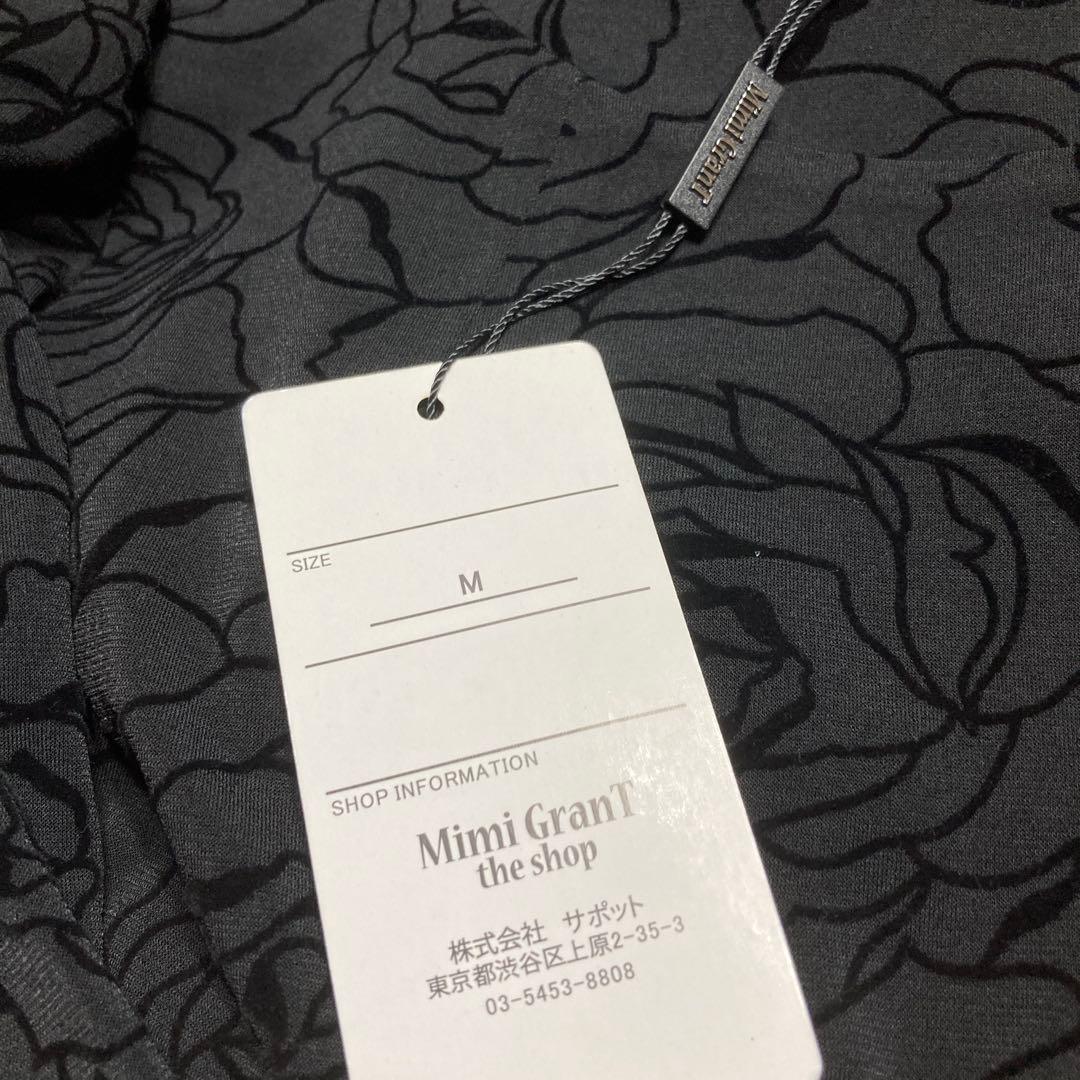 Mimi GranT
SIZE
M
SHOP INFORMATION
Mimi GranT
the shop
株式会社 サポット
東京都渋谷区上原2-35-3
03-5453-8808